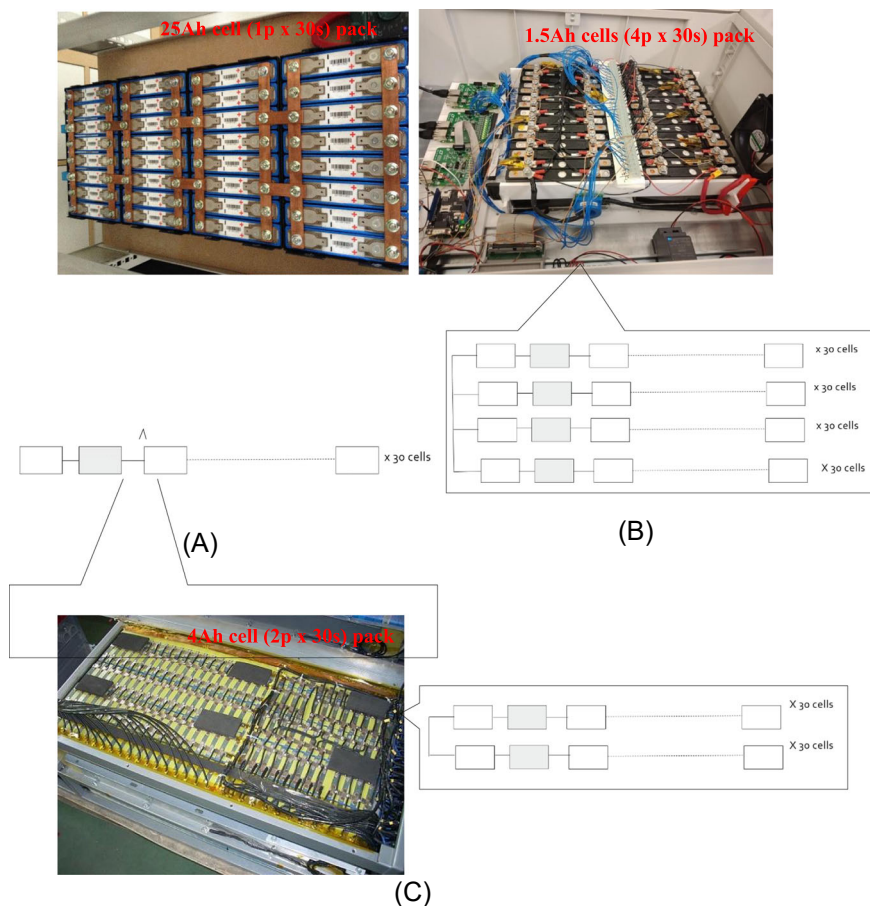 25Ah cell (1p x 30s) pack
1.5Ah cells (4p x 30s) pack
x 30 cells
x 30 cells
x 30 cells
X 30 cells
x 30 cells
(A)
(B)
4Ah cell (2p x 30s) pack
X 30 cells
X 30 cells
(C)